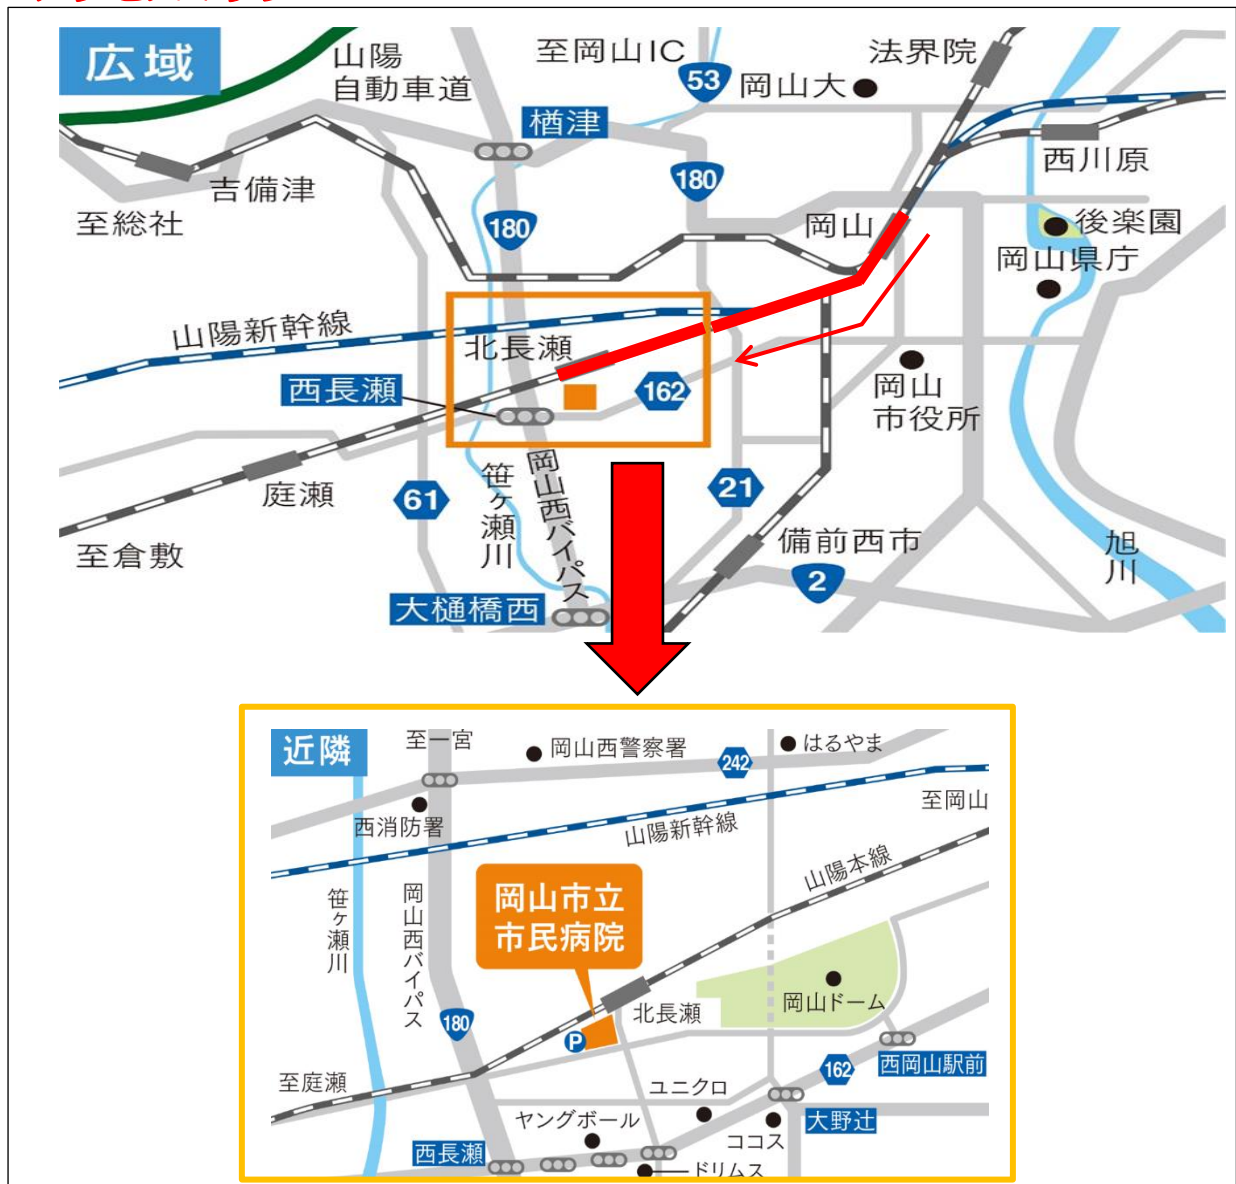 広域
山陽
自動車道
至岡山IC
53
岡山大
法界院
楢津
西川原
吉備津
180
至総社
180
岡山
後楽園
岡山県庁
山陽新幹線
北長瀬
西長瀬
162
岡山
市役所
庭瀬
61
笹ヶ瀬川
岡山西バイパス
21
備前西市
至倉敷
2
旭川
大樋橋西
近隣
至一宮
岡山西警察署
242
はるやま
西消防署
山陽新幹線
至岡山
山陽本線
岡山市立
市民病院
笹ヶ瀬川
岡山西バイパス
180
北長瀬
岡山ドーム
P
至庭瀬
162
西岡山駅前
ユニクロ
ヤングボール
ココス
大野辻
西長瀬
ドリムス